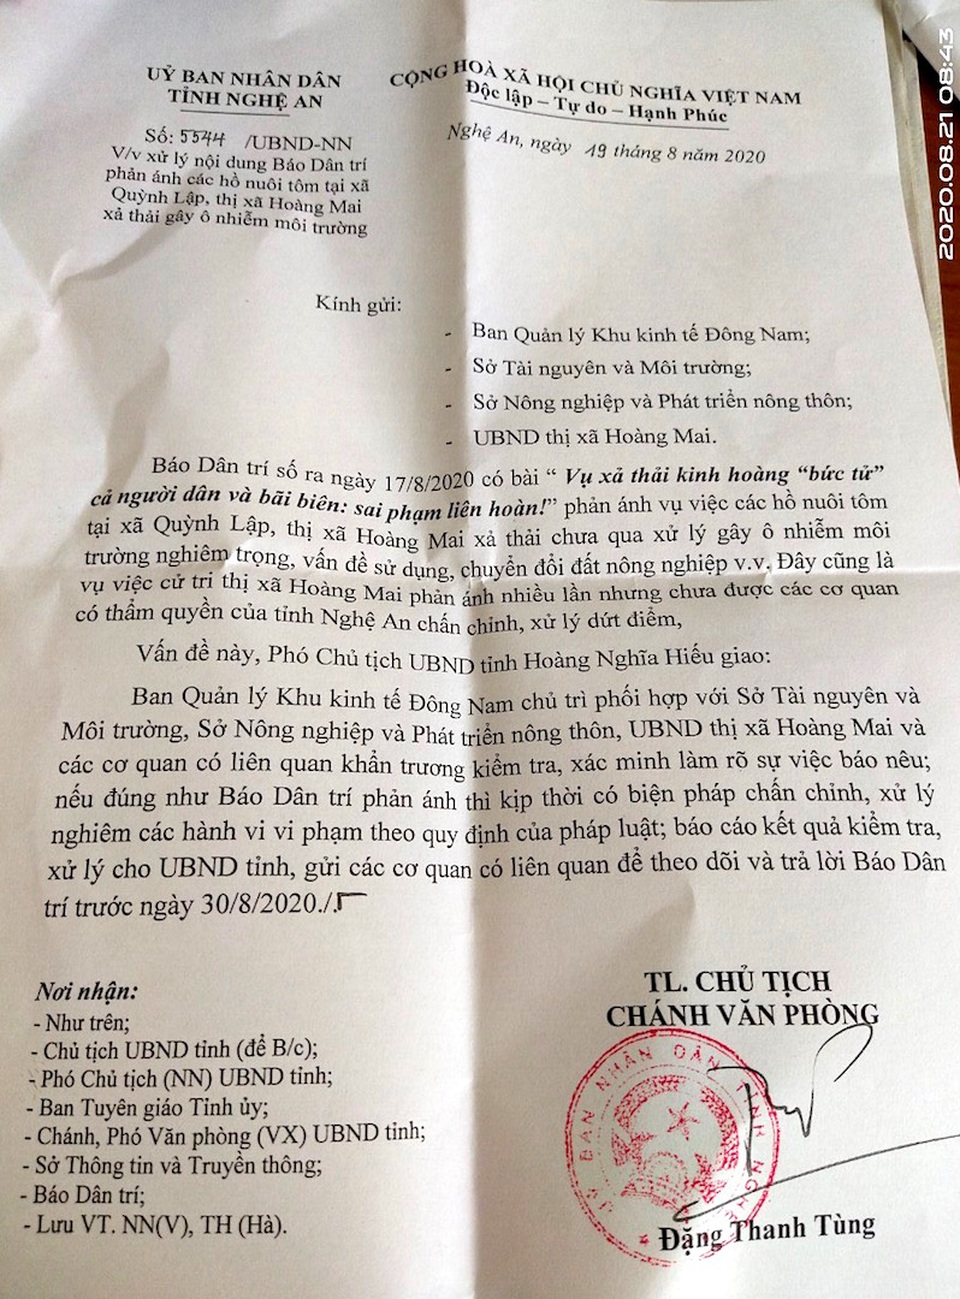 UỶ BAN NHÂN DÂN
TỈNH NGHỆ AN
CỘNG HOÀ XÃ HỘI CHỦ NGHĨA VIỆT NAM
Độc lập – Tự do – Hạnh Phúc
Số: 5544 /UBND-NN
Nghệ An, ngày 19 tháng 8 năm 2020
V/v xử lý nội dung Báo Dân trí
phản ánh các hồ nuôi tôm tại xã
Quỳnh Lập, thị xã Hoàng Mai
xả thải gây ô nhiễm môi trường
Kính gửi:
- Ban Quản lý Khu kinh tế Đông Nam;
- Sở Tài nguyên và Môi trường;
- Sở Nông nghiệp và Phát triển nông thôn;
- UBND thị xã Hoàng Mai.
Báo Dân trí số ra ngày 17/8/2020 có bài “ Vụ xả thải kinh hoàng “bức tử”
cả người dân và bãi biên: sai phạm liên hoàn!” phản ánh vụ việc các hồ nuôi tôm
tại xã Quỳnh Lập, thị xã Hoàng Mai xả thải chưa qua xử lý gây ô nhiễm môi
trường nghiêm trọng, vấn đề sử dụng, chuyển đổi đất nông nghiệp v.v. Đây cũng là
vụ việc cử tri thị xã Hoàng Mai phản ánh nhiều lần nhưng chưa được các cơ quan
có thẩm quyền của tỉnh Nghệ An chấn chỉnh, xử lý dứt điểm,
Vấn đề này, Phó Chủ tịch UBND tỉnh Hoàng Nghĩa Hiếu giao:
Ban Quản lý Khu kinh tế Đông Nam chủ trì phối hợp với Sở Tài nguyên và
Môi trường, Sở Nông nghiệp và Phát triển nông thôn, UBND thị xã Hoàng Mai và
các cơ quan có liên quan khẩn trương kiểm tra, xác minh làm rõ sự việc báo nêu;
nếu đúng như Báo Dân trí phản ánh thì kịp thời có biện pháp chấn chỉnh, xử lý
nghiêm các hành vi vi phạm theo quy định của pháp luật; báo cáo kết quả kiểm tra,
xử lý cho UBND tỉnh, gửi các cơ quan có liên quan để theo dõi và trả lời Báo Dân
trí trước ngày 30/8/2020./.
Nơi nhận:
- Như trên;
- Chủ tịch UBND tỉnh (để B/c);
- Phó Chủ tịch (NN) UBND tỉnh;
- Ban Tuyên giáo Tỉnh ủy;
- Chánh, Phó Văn phòng (VX) UBND tỉnh;
- Sở Thông tin và Truyền thông;
- Báo Dân trí;
- Lưu VT. NN(V), TH (Hà).
TL. CHỦ TỊCH
CHÁNH VĂN PHÒNG
BAN NHÂN DÂN TỈNH NGHỆ
Đặng Thanh Tùng
2020.08.21 08:43